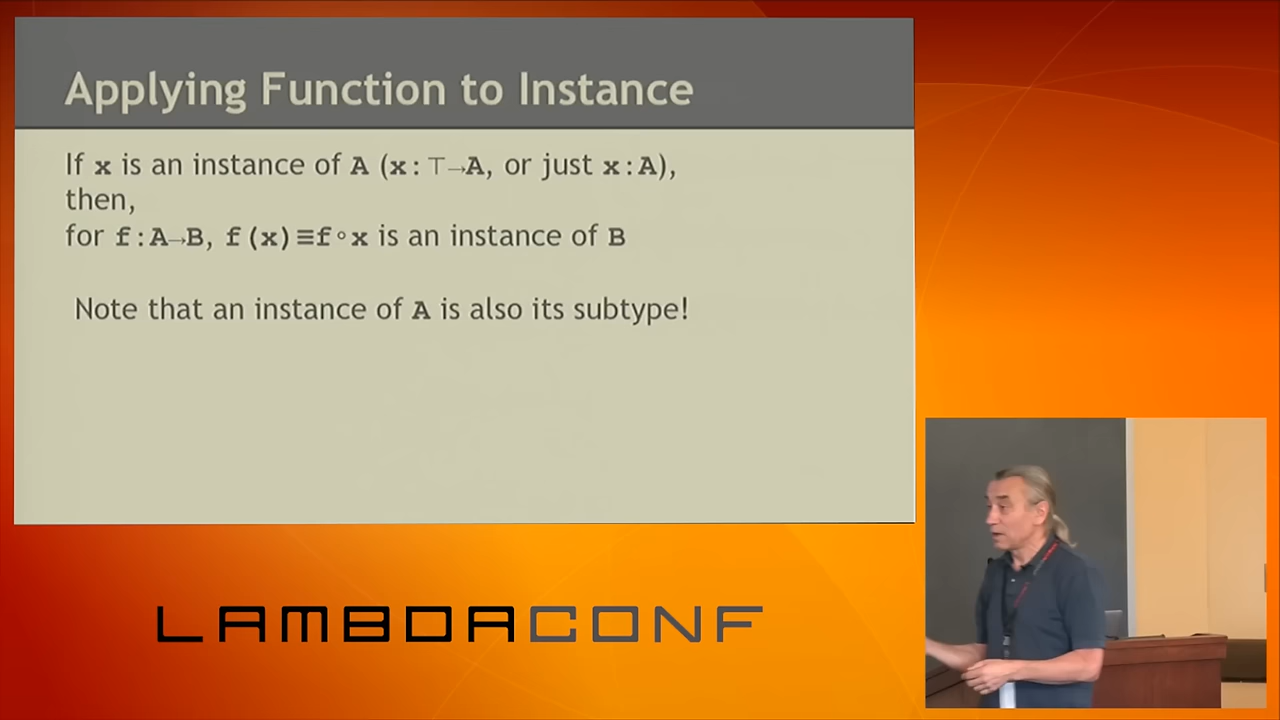 Applying Function to Instance
If x is an instance of A (x:⊤→A, or just x:A),
then,
for f:A→B, f(x)≡f∘x is an instance of B
Note that an instance of A is also its subtype!
LAMBDACONF